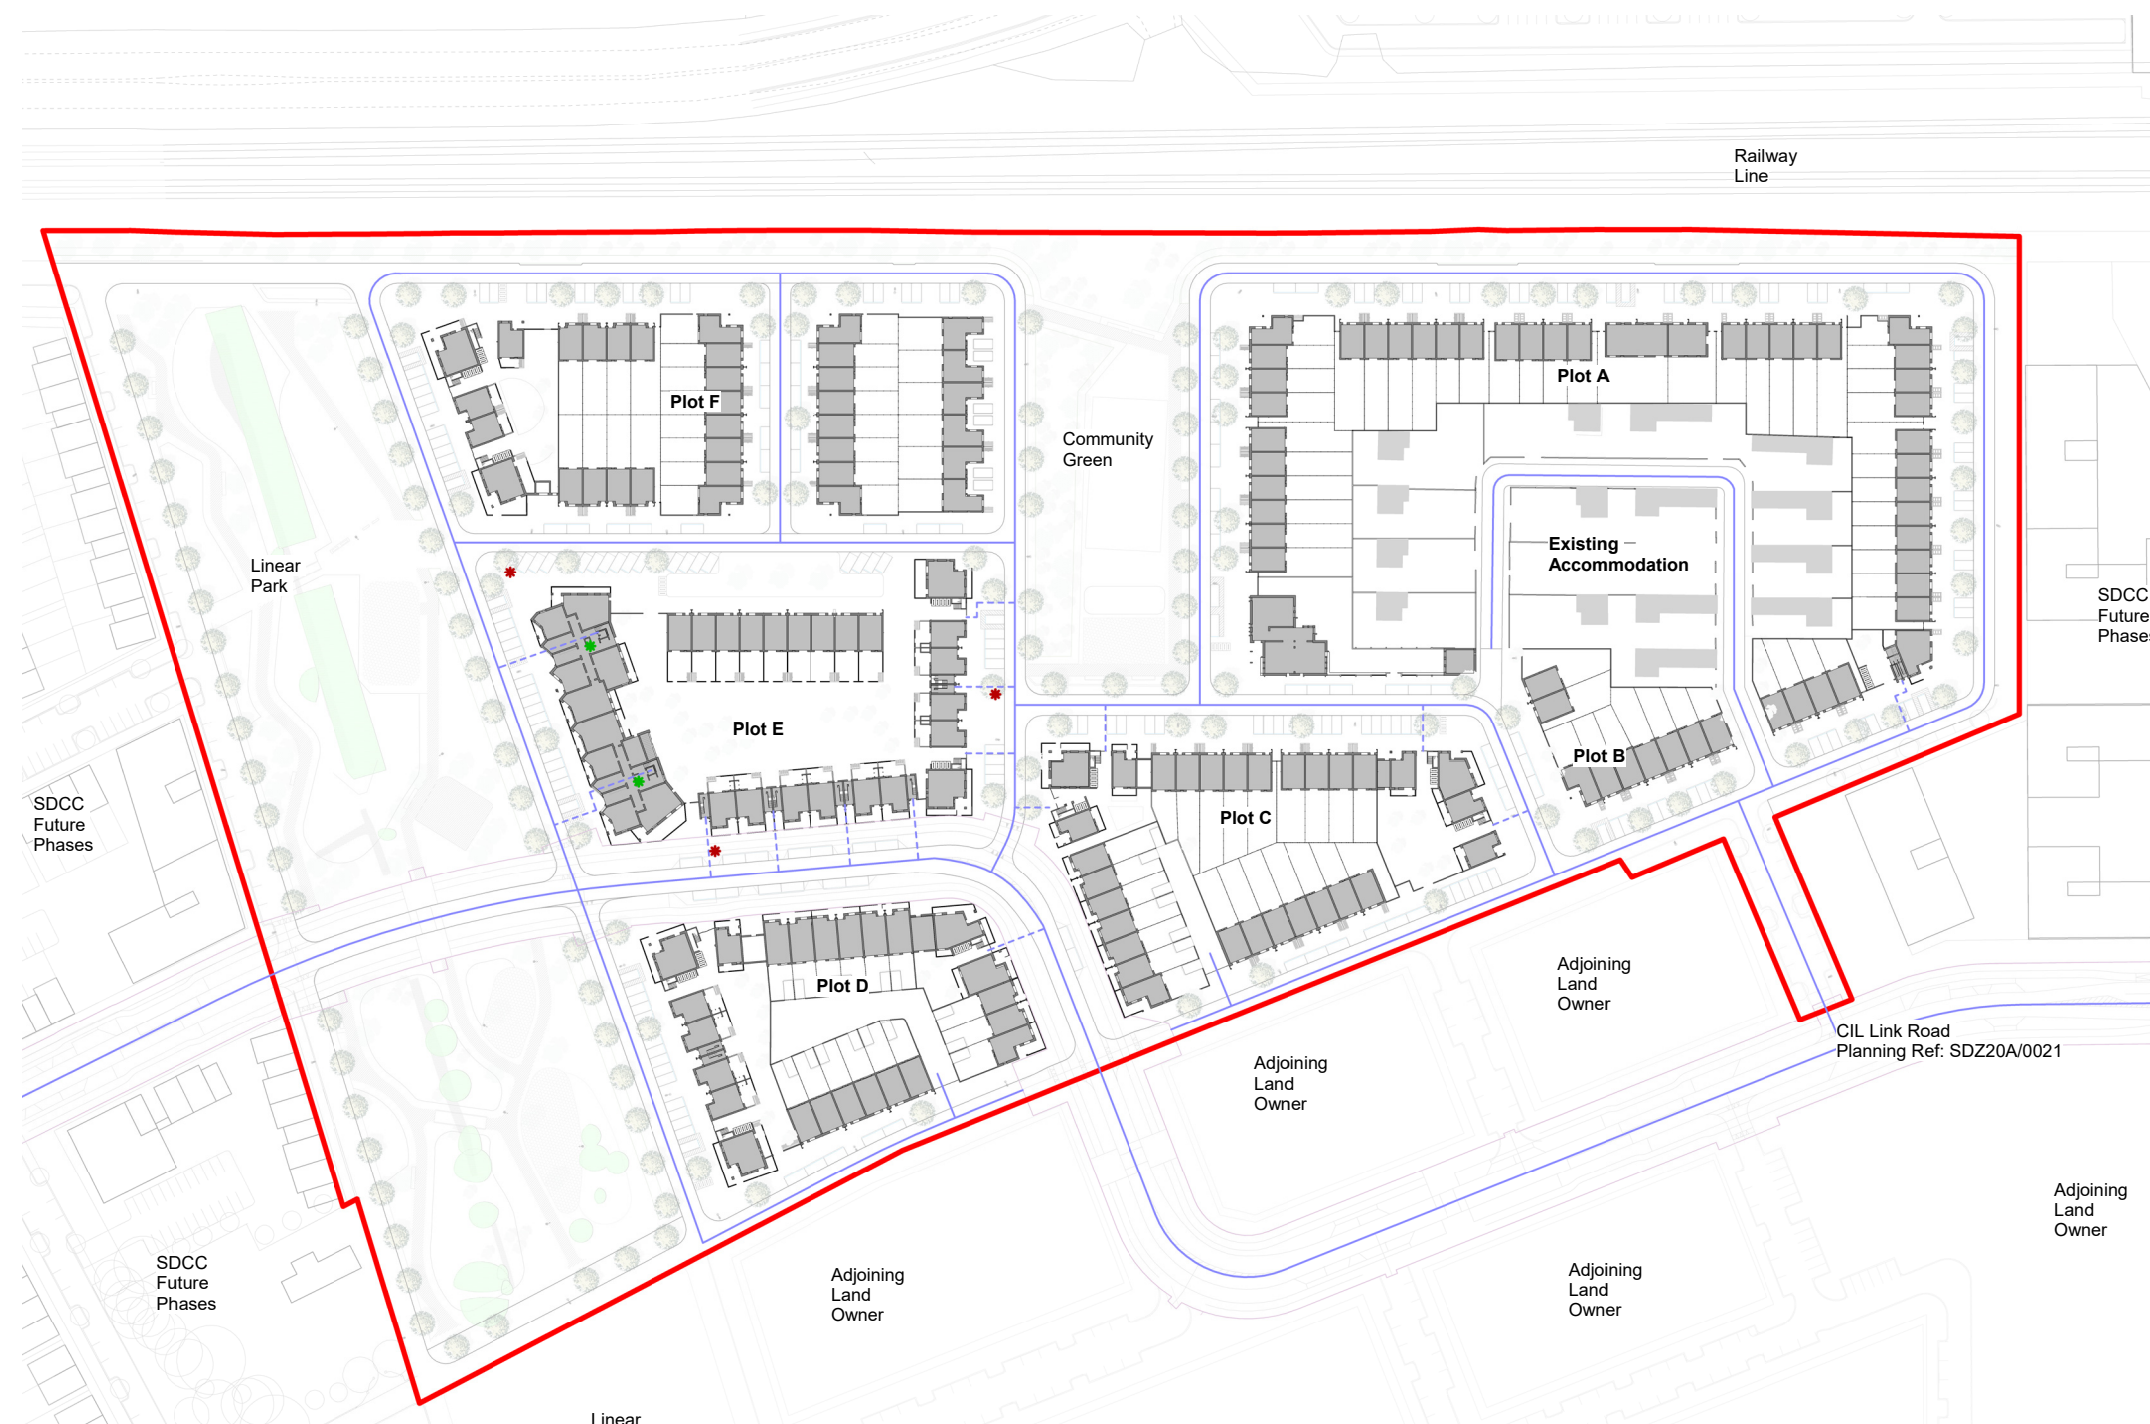 Railway
Line
Plot A
Plot F
Community
Green
Existing
Accommodation
Linear
Park
SDCC
Future
Phases
Plot E
Plot B
SDCC
Future
Phases
Plot C
Plot D
Adjoining
Land
Owner
CIL Link Road
Planning Ref: SDZ20A/0021
Adjoining
Land
Owner
Adjoining
Land
Owner
SDCC
Future
Phases
Adjoining
Land
Owner
Adjoining
Land
Owner
Linear